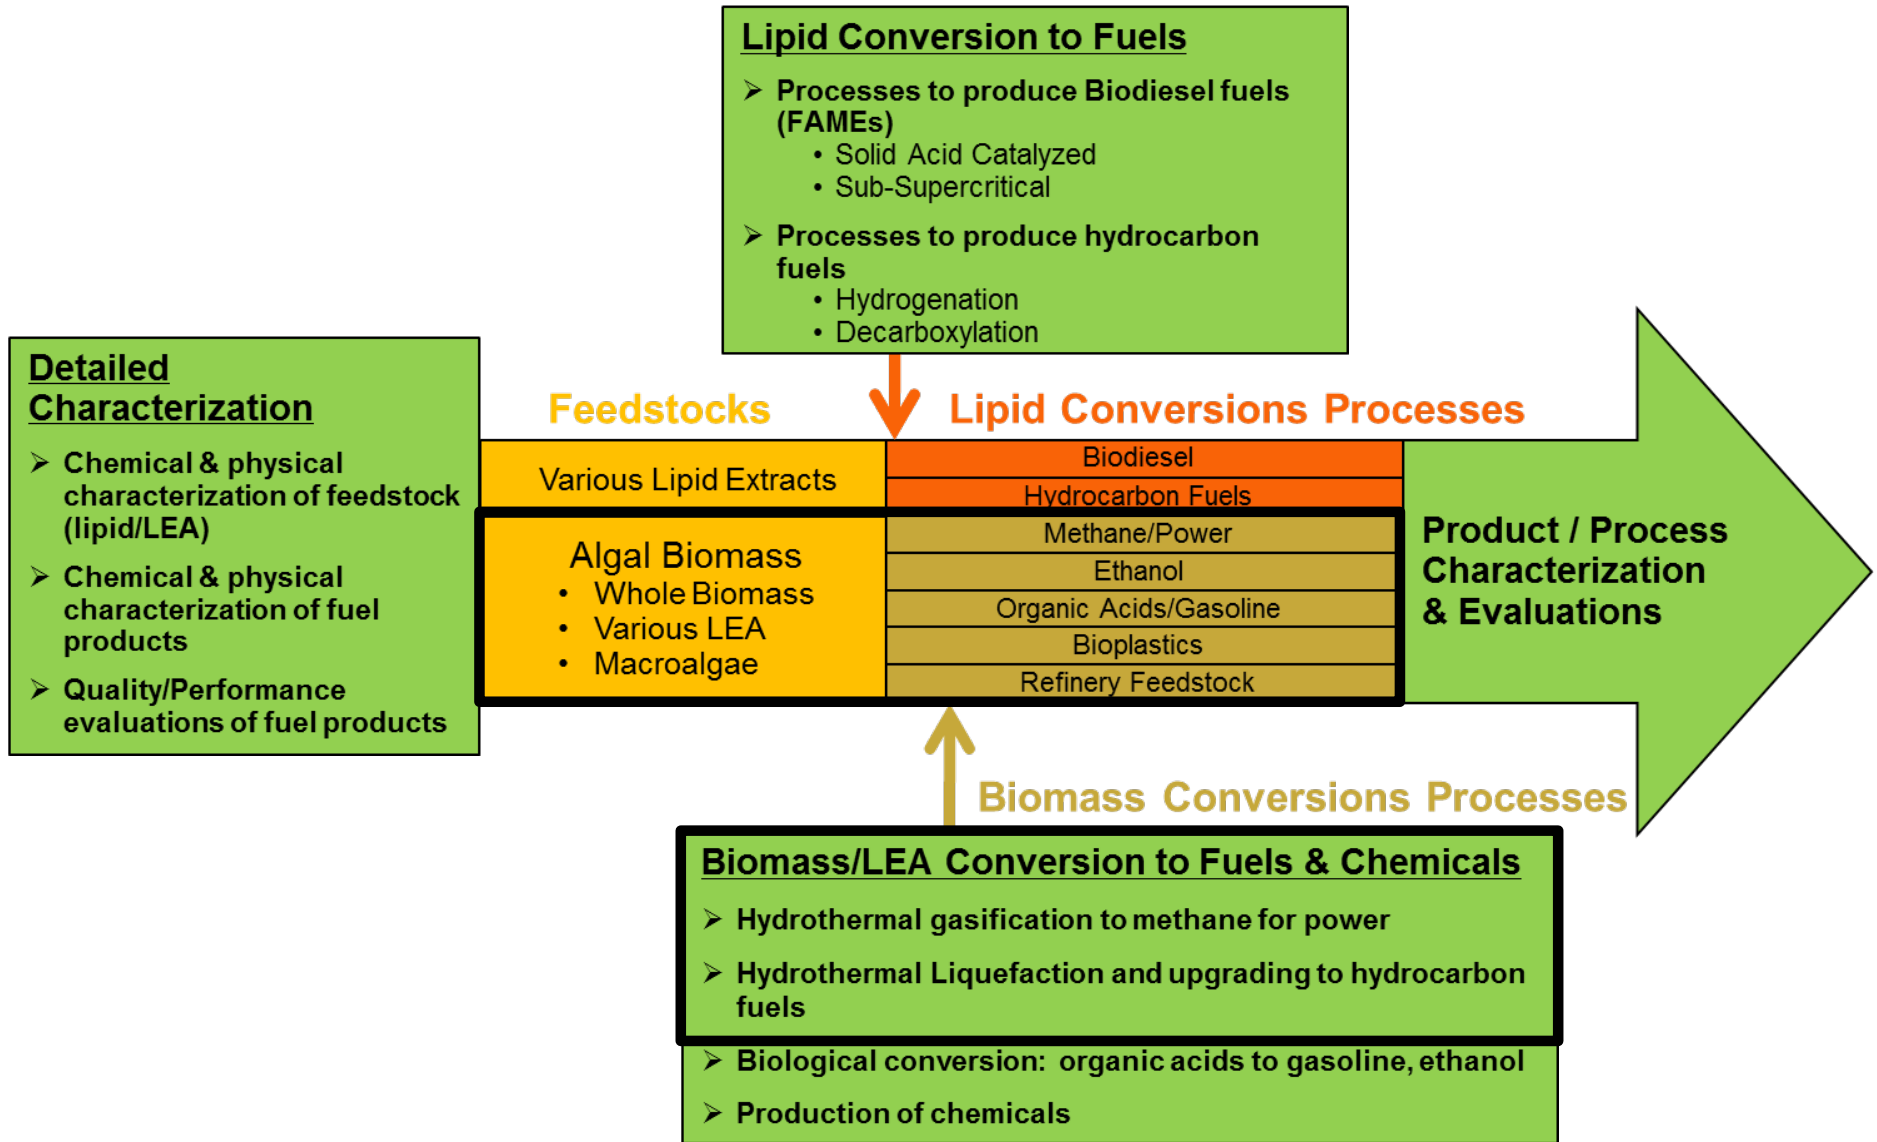 Lipid Conversion to Fuels
➢ Processes to produce Biodiesel fuels
(FAMEs)
• Solid Acid Catalyzed
• Sub-Supercritical
➢ Processes to produce hydrocarbon
fuels
• Hydrogenation
• Decarboxylation
Detailed
Characterization
➢ Chemical & physical
characterization of feedstock
(lipid/LEA)
➢ Chemical & physical
characterization of fuel
products
➢ Quality/Performance
evaluations of fuel products
Feedstocks
Various Lipid Extracts
Algal Biomass
• Whole Biomass
• Various LEA
• Macroalgae
Lipid Conversions Processes
Biodiesel
Hydrocarbon Fuels
Methane/Power
Ethanol
Organic Acids/Gasoline
Bioplastics
Refinery Feedstock
Product / Process
Characterization
& Evaluations
Biomass Conversions Processes
Biomass/LEA Conversion to Fuels & Chemicals
➢ Hydrothermal gasification to methane for power
➢ Hydrothermal Liquefaction and upgrading to hydrocarbon
fuels
➢ Biological conversion: organic acids to gasoline, ethanol
➢ Production of chemicals